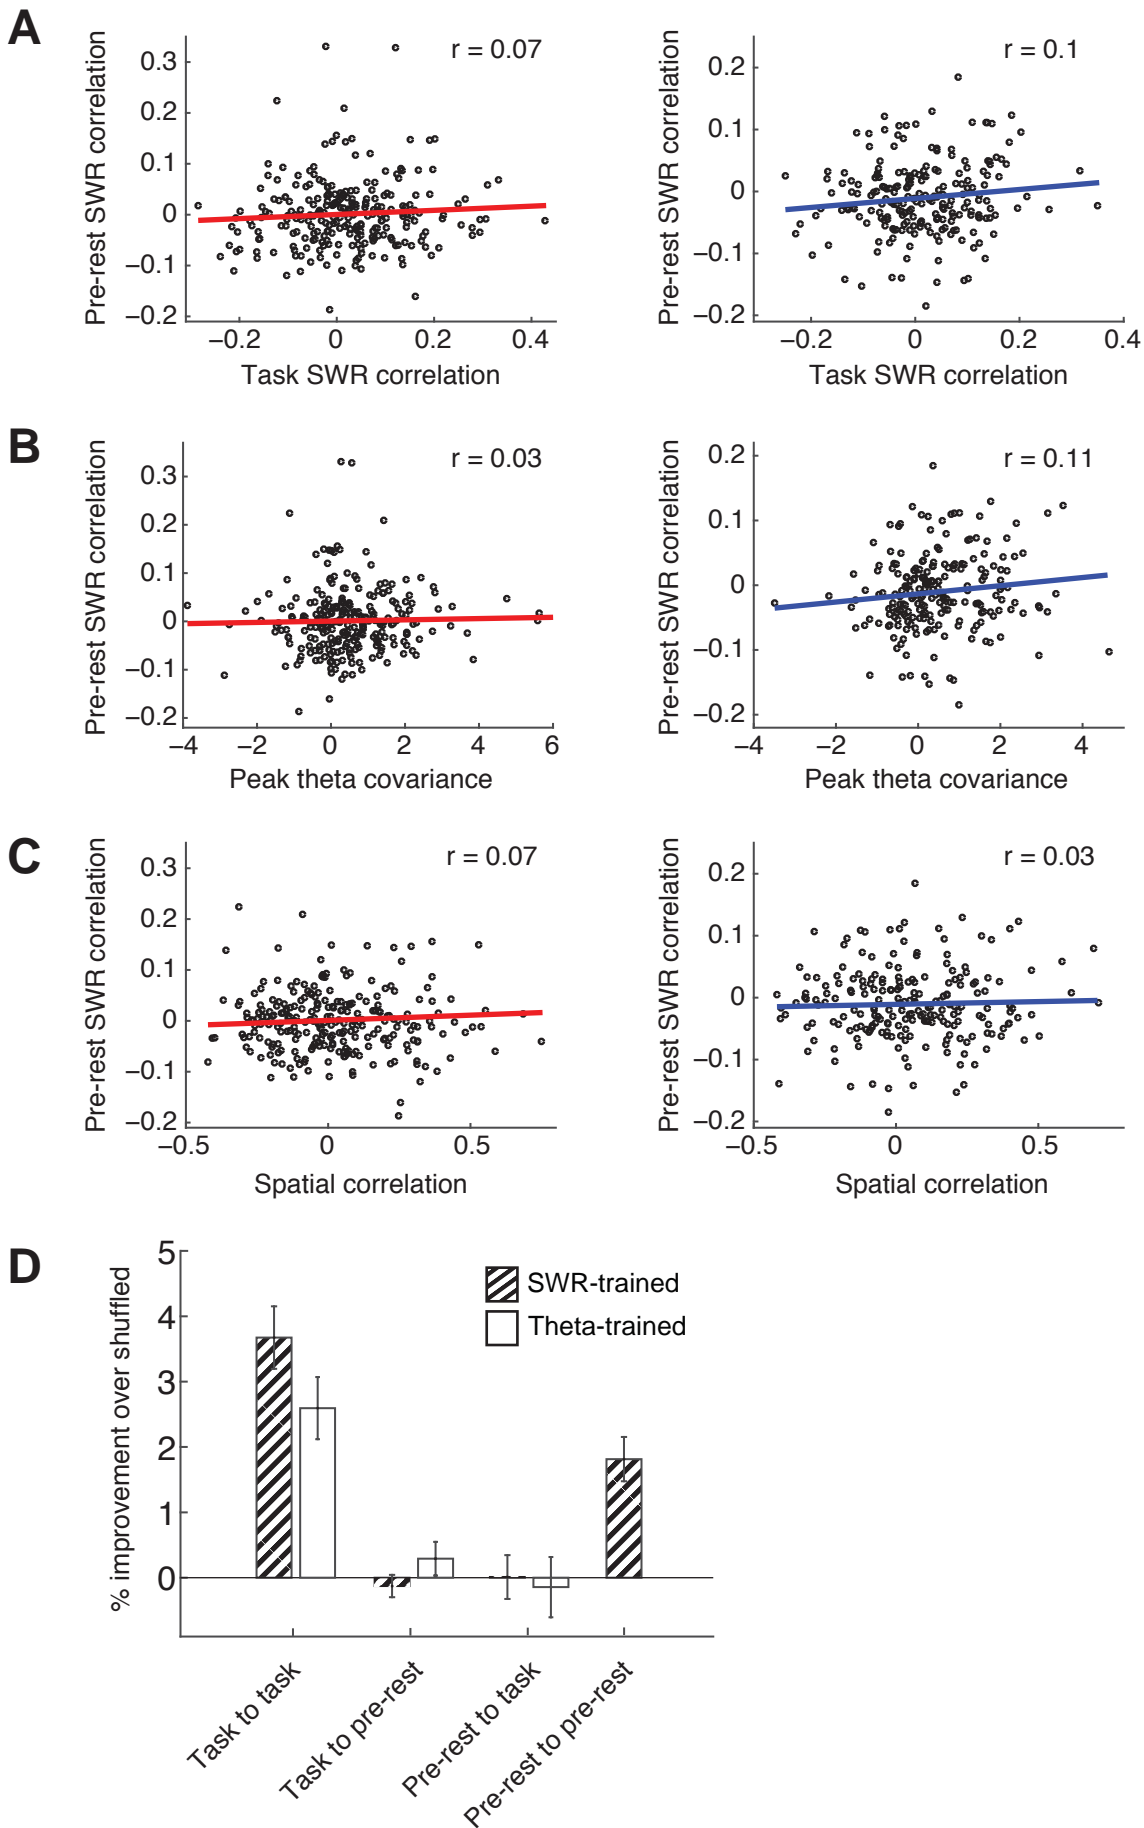 A
Pre-rest SWR correlation
0.3
0.2
0.1
0
−0.1
−0.2
r = 0.07
−0.2
0
0.2
0.4
Task SWR correlation
Pre-rest SWR correlation
0.2
0.1
0
−0.1
−0.2
r = 0.1
−0.2
0
0.2
0.4
Task SWR correlation
B
Pre-rest SWR correlation
0.3
0.2
0.1
0
−0.1
−0.2
r = 0.03
−4
−2
0
2
4
6
Peak theta covariance
Pre-rest SWR correlation
0.2
0.1
0
−0.1
−0.2
r = 0.11
−4
−2
0
2
4
Peak theta covariance
C
Pre-rest SWR correlation
0.3
0.2
0.1
0
−0.1
−0.2
r = 0.07
−0.5
0
0.5
Spatial correlation
Pre-rest SWR correlation
0.2
0.1
0
−0.1
−0.2
r = 0.03
−0.5
0
0.5
Spatial correlation
D
% improvement over shuffled
5
4
3
2
1
0
SWR-trained
Theta-trained
Task to task
Task to pre-rest
Pre-rest to task
Pre-rest to pre-rest